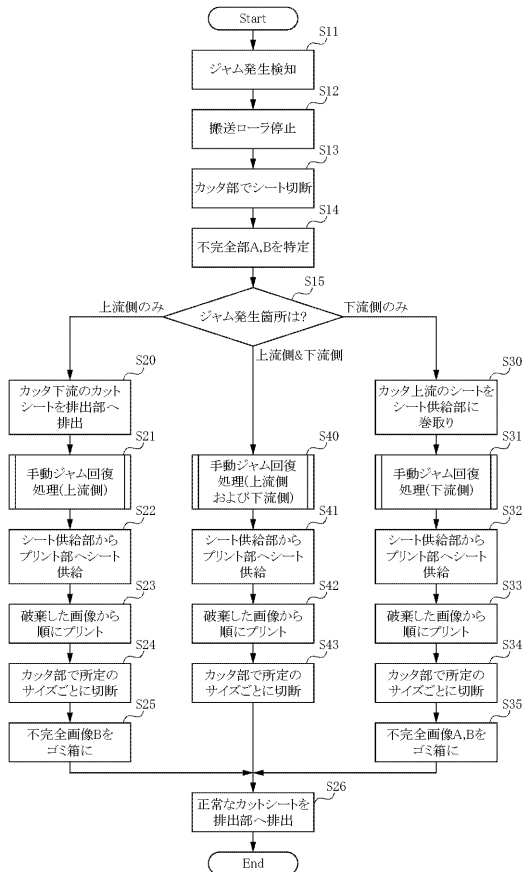 Start
S11
ジャム発生検知
S12
搬送ローラ停止
S13
カッタ部でシート切断
S14
不完全部A,Bを特定
S15
ジャム発生箇所は?
上流側のみ
上流側&下流側
下流側のみ
S20
カッタ下流のカット
シートを排出部へ
排出
S21
手動ジャム回復
処理(上流側)
S22
シート供給部から
プリント部へシート
供給
S23
破棄した画像から
順にプリント
S24
カッタ部で所定の
サイズごとに切断
S25
不完全画像Bを
ゴミ箱に
S40
手動ジャム回復
処理(上流側
および下流側)
S41
シート供給部から
プリント部へシート
供給
S42
破棄した画像から
順にプリント
S43
カッタ部で所定の
サイズごとに切断
S30
カッタ上流のシートを
シート供給部に
巻取り
S31
手動ジャム回復
処理(下流側)
S32
シート供給部から
プリント部へシート
供給
S33
破棄した画像から
順にプリント
S34
カッタ部で所定の
サイズごとに切断
S35
不完全画像A,Bを
ゴミ箱に
S26
正常なカットシートを
排出部へ排出
End